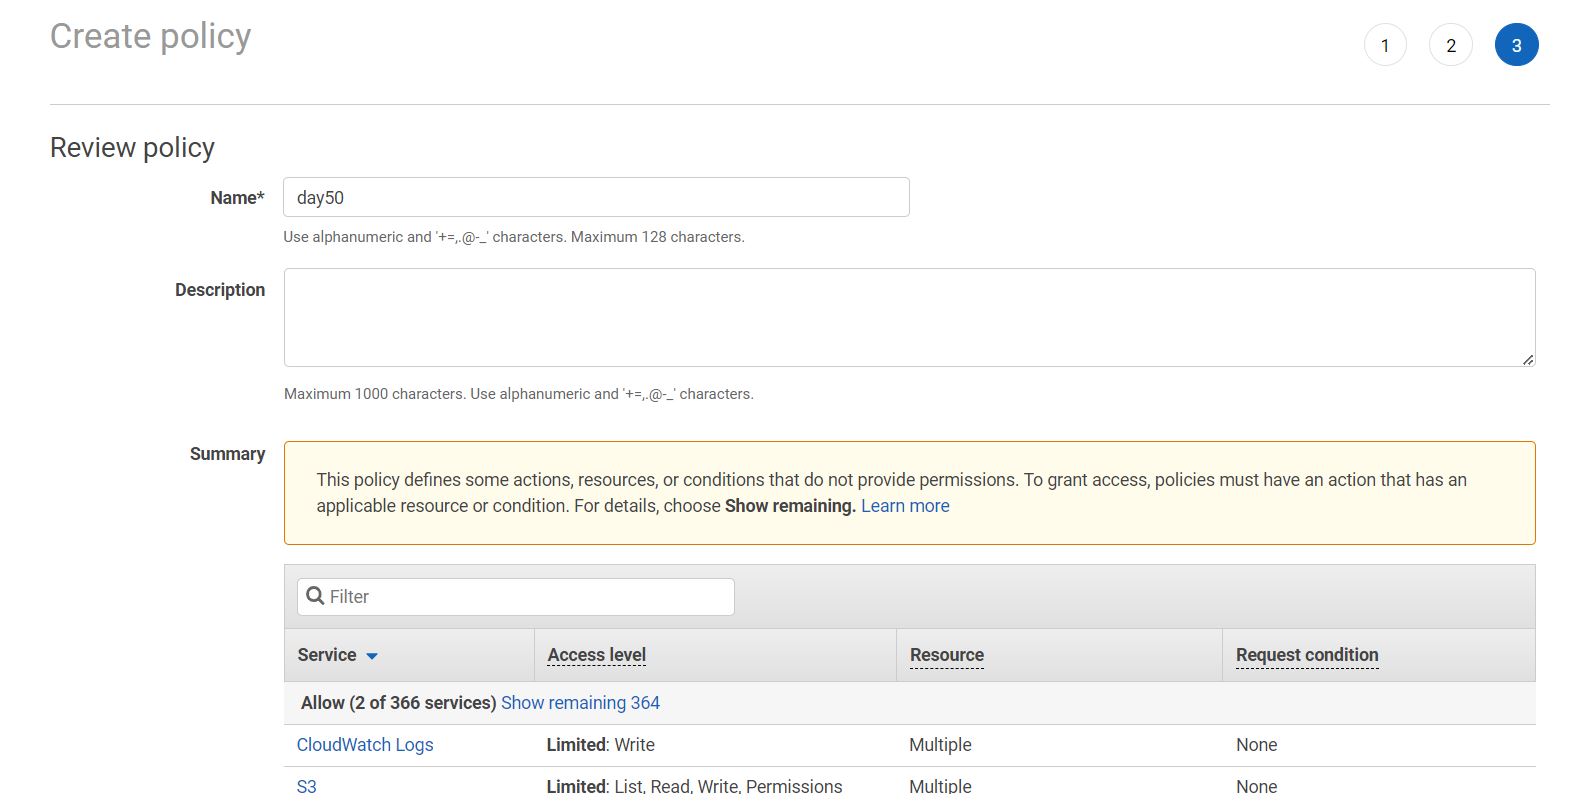 Create policy
1 2 3
Review policy
Name* day50
Use alphanumeric and '+=,.@-_' characters. Maximum 128 characters.
Description
Maximum 1000 characters. Use alphanumeric and '+=,.@-_' characters.
Summary
This policy defines some actions, resources, or conditions that do not provide permissions. To grant access, policies must have an action that has an
applicable resource or condition. For details, choose Show remaining. Learn more
Filter
Service Access level Resource Request condition
Allow (2 of 366 services) Show remaining 364
CloudWatch Logs Limited: Write Multiple None
S3 Limited: List, Read, Write, Permissions Multiple None